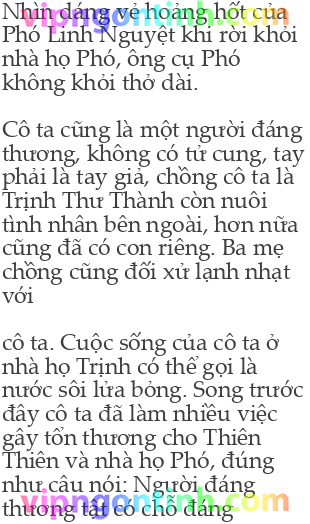 Nhìn dáng vẻ hoảng hốt của
Phó Linh Nguyệt khi rời khỏi
nhà họ Phó, ông cụ Phó
không khỏi thở dài.
Cô ta cũng là một người đáng
thương, không có tử cung, tay
phải là tay giả, chồng cô ta là
Trịnh Thư Thành còn nuôi
tình nhân bên ngoài, hơn nữa
cũng đã có con riêng. Ba mẹ
chồng cũng đối xử lạnh nhạt
với
cô ta. Cuộc sống của cô ta ở
nhà họ Trịnh có thể gọi là
nước sôi lửa bỏng. Song trước
đây cô ta đã làm nhiều việc
gây tổn thương cho Thiên
Thiên và nhà họ Phó, đúng
như câu nói: Người đáng
thương tất có chỗ đáng
vipngontinh.com
vipngontinh.com